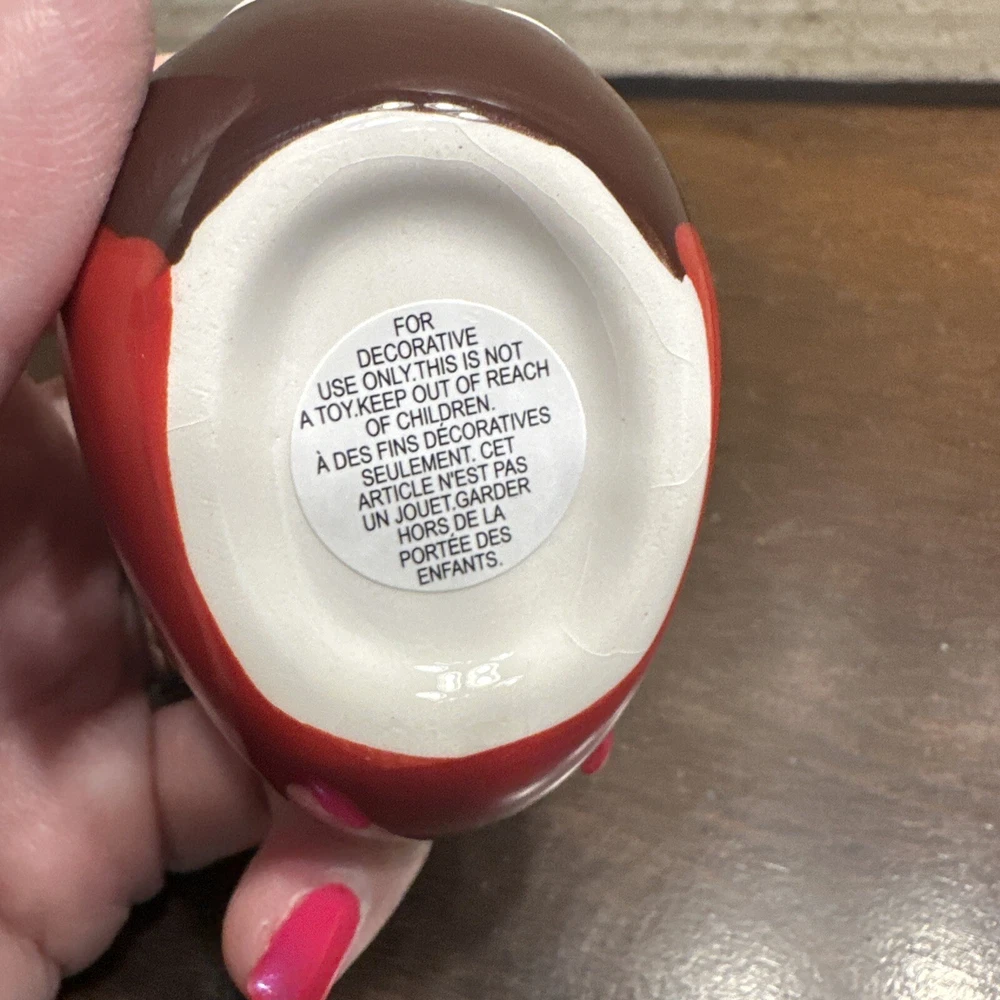 FOR
DECORATIVE
USE ONLY.THIS IS NOT
A TOY.KEEP OUT OF REACH
OF CHILDREN.
À DES FINS DÉCORATIVES
SEULEMENT. CET
ARTICLE N'EST PAS
UN JOUET.GARDER
HORS DE LA
PORTÉE DES
ENFANTS.